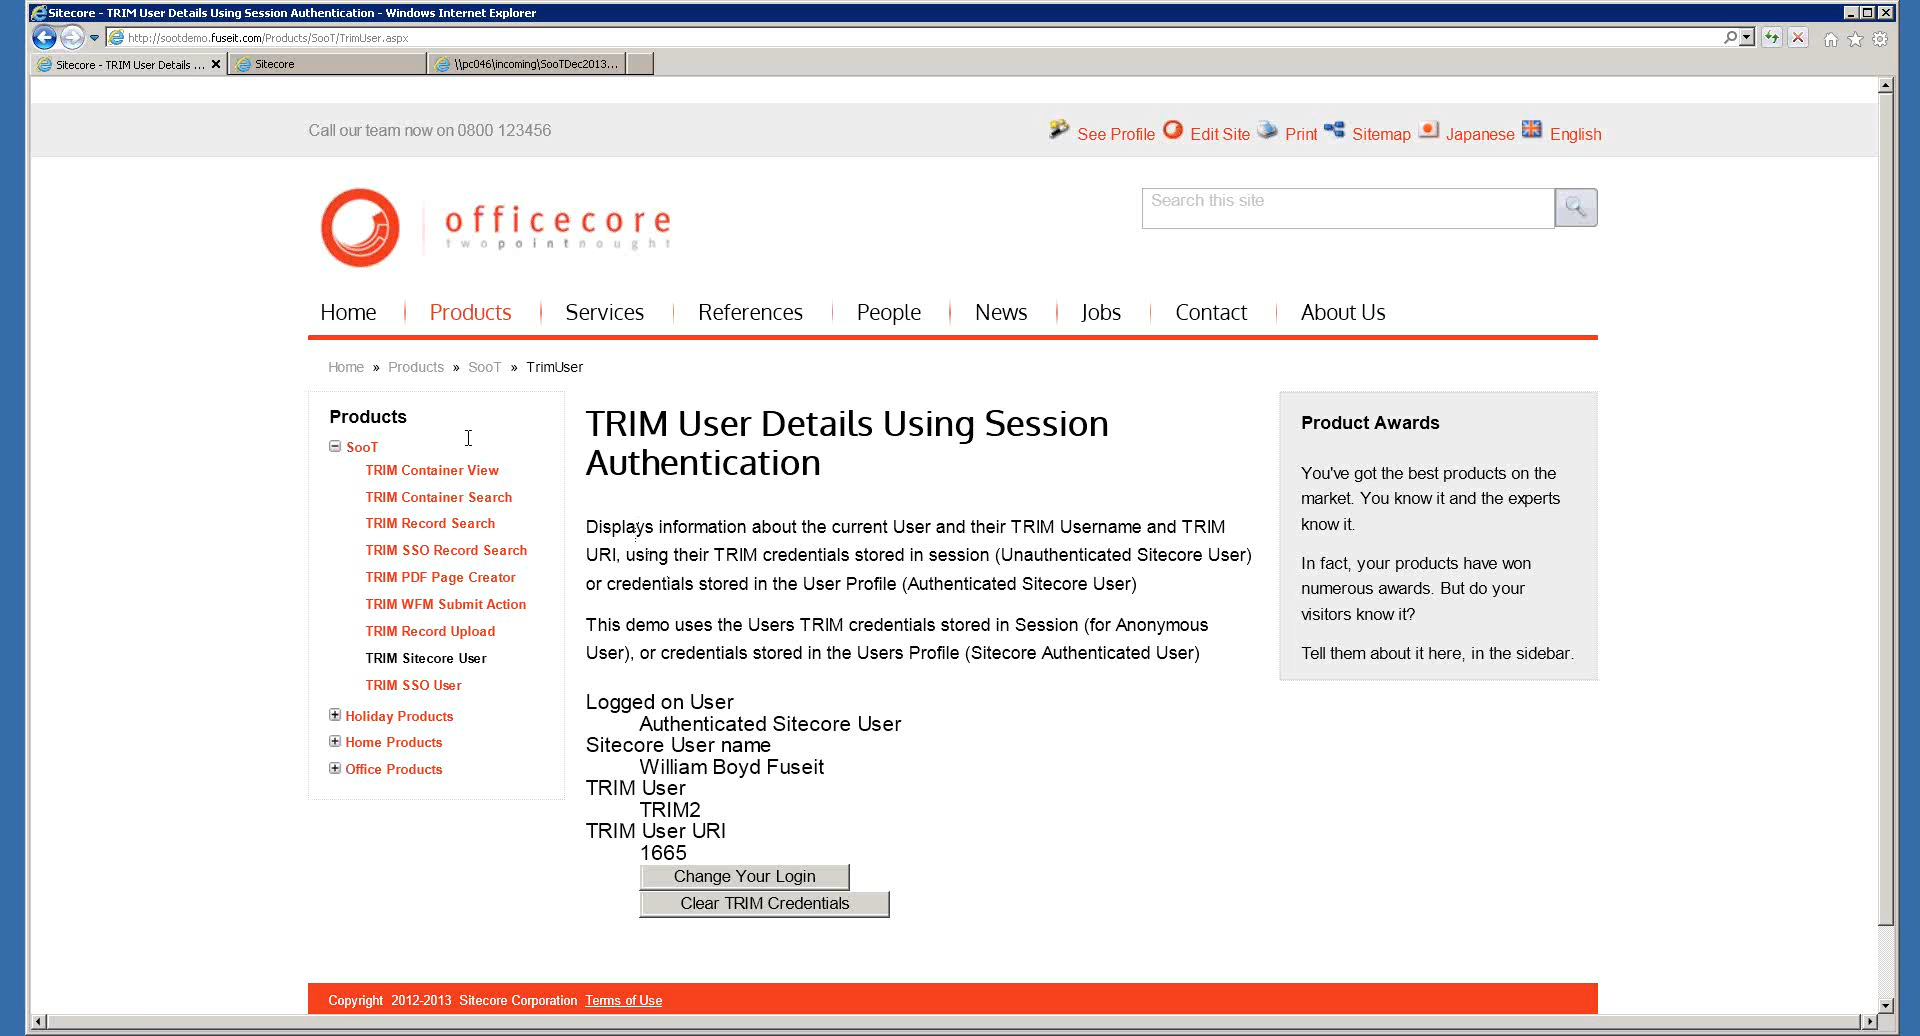 Sitecore - TRIM User Details Using Session Authentication - Windows Internet Explorer
http://sootdemo.fuseit.com/Products/SooT/TrimUser.aspx
Sitecore - TRIM User Details ...
Sitecore
\\pc046\incoming\SooTDec2013...
Call our team now on 0800 123456
See Profile
Edit Site
Print
Sitemap
Japanese
English
officecore
twopointnought
Search this site
Home
Products
Services
References
People
News
Jobs
Contact
About Us
Home » Products » SooT » TrimUser
Products
SooT
TRIM Container View
TRIM Container Search
TRIM Record Search
TRIM SSO Record Search
TRIM PDF Page Creator
TRIM WFM Submit Action
TRIM Record Upload
TRIM Sitecore User
TRIM SSO User
Holiday Products
Home Products
Office Products
TRIM User Details Using Session
Authentication
Displays information about the current User and their TRIM Username and TRIM
URI, using their TRIM credentials stored in session (Unauthenticated Sitecore User)
or credentials stored in the User Profile (Authenticated Sitecore User)
This demo uses the Users TRIM credentials stored in Session (for Anonymous
User), or credentials stored in the Users Profile (Sitecore Authenticated User)
Logged on User
Authenticated Sitecore User
Sitecore User name
William Boyd Fuseit
TRIM User
TRIM2
TRIM User URI
1665
Change Your Login
Clear TRIM Credentials
Product Awards
You've got the best products on the
market. You know it and the experts
know it.
In fact, your products have won
numerous awards. But do your
visitors know it?
Tell them about it here, in the sidebar.
Copyright 2012-2013 Sitecore Corporation Terms of Use